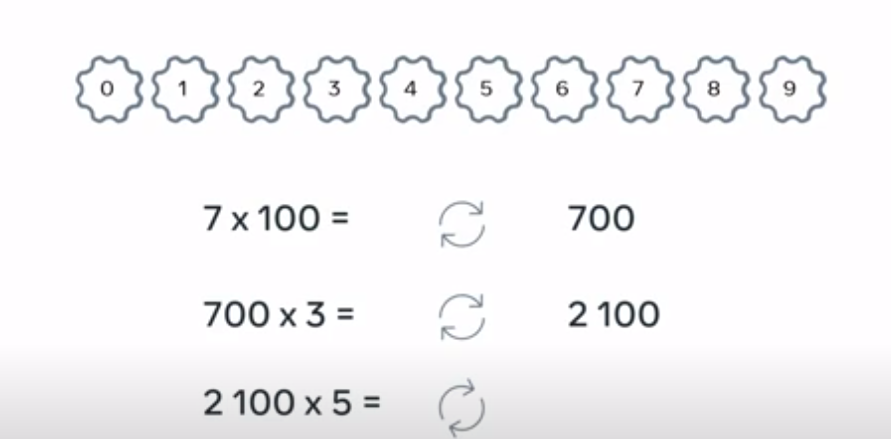 0 1 2 3 4 5 6 7 8 9
7 x 100 = 700
700 x 3 = 2 100
2 100 x 5 =